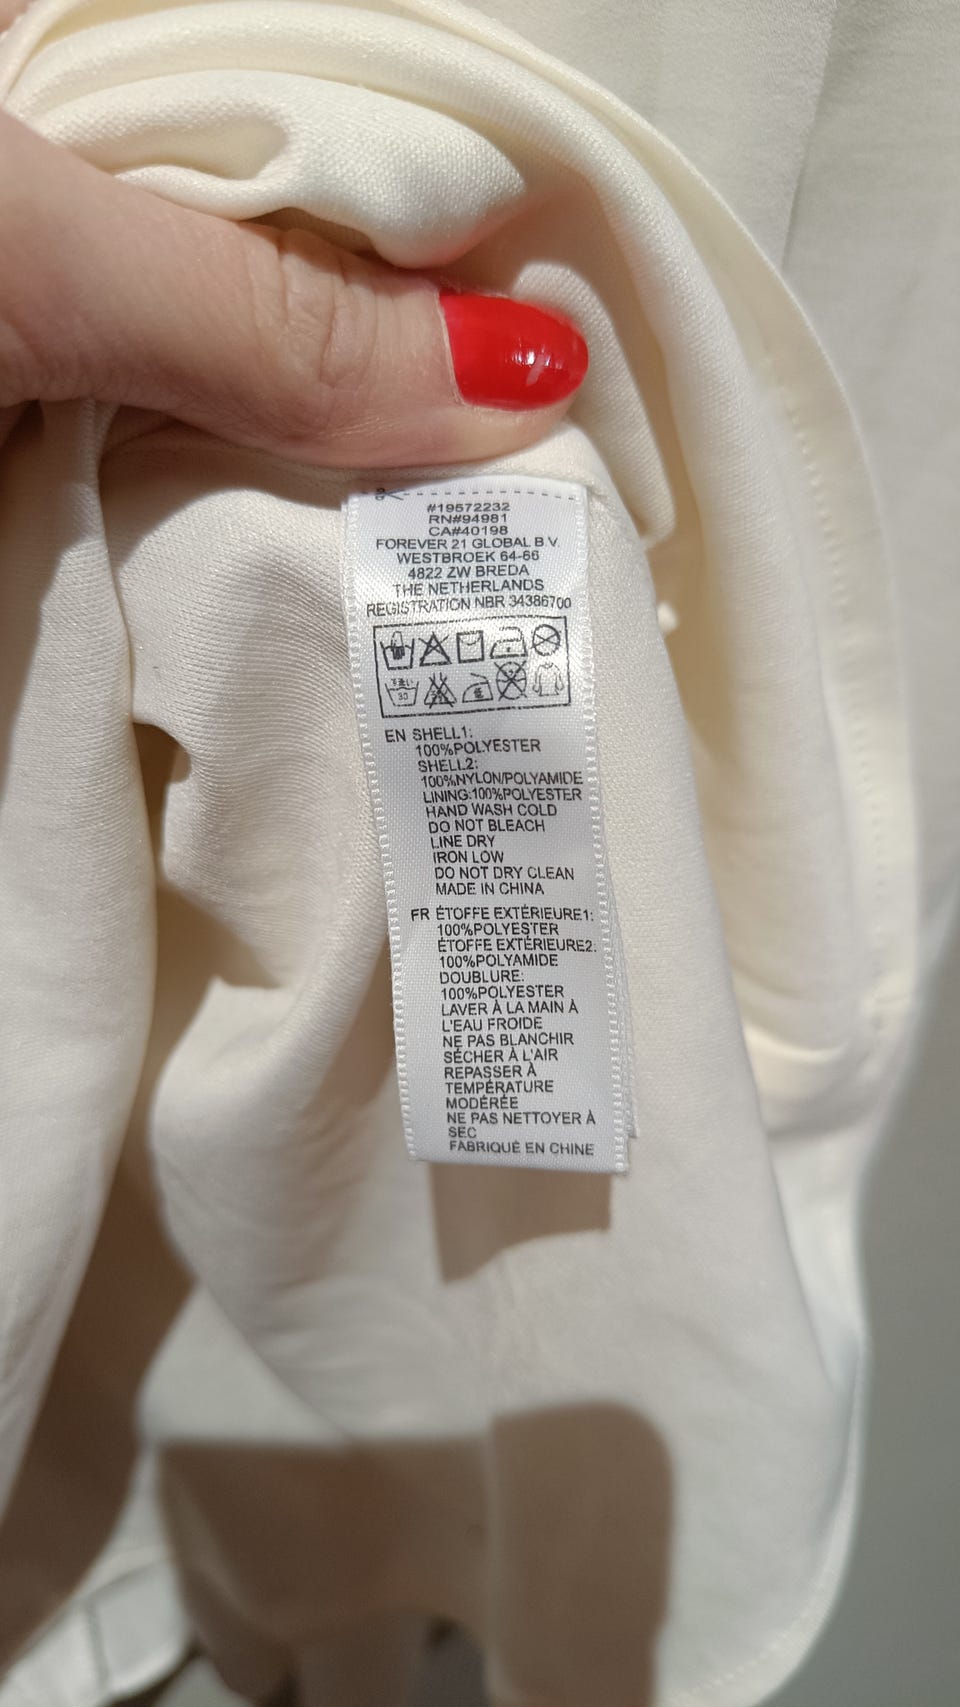 #19572232
RN#94981
CA#40198
FOREVER 21 GLOBAL B.V.
WESTBROEK 64-66
4822 ZW BREDA
THE NETHERLANDS
REGISTRATION NBR 34386700
30
EN SHELL1:
100%POLYESTER
SHELL2:
100%NYLON/POLYAMIDE
LINING:100%POLYESTER
HAND WASH COLD
DO NOT BLEACH
LINE DRY
IRON LOW
DO NOT DRY CLEAN
MADE IN CHINA
FR ÉTOFFE EXTÉRIEURE1:
100%POLYESTER
ÉTOFFE EXTÉRIEURE2:
100%POLYAMIDE
DOUBLURE:
100%POLYESTER
LAVER À LA MAIN À
L'EAU FROIDE
NE PAS BLANCHIR
SÉCHER À L'AIR
REPASSER À
TEMPÉRATURE
MODÉRÉE
NE PAS NETTOYER À
SEC
FABRIQUÉ EN CHINE